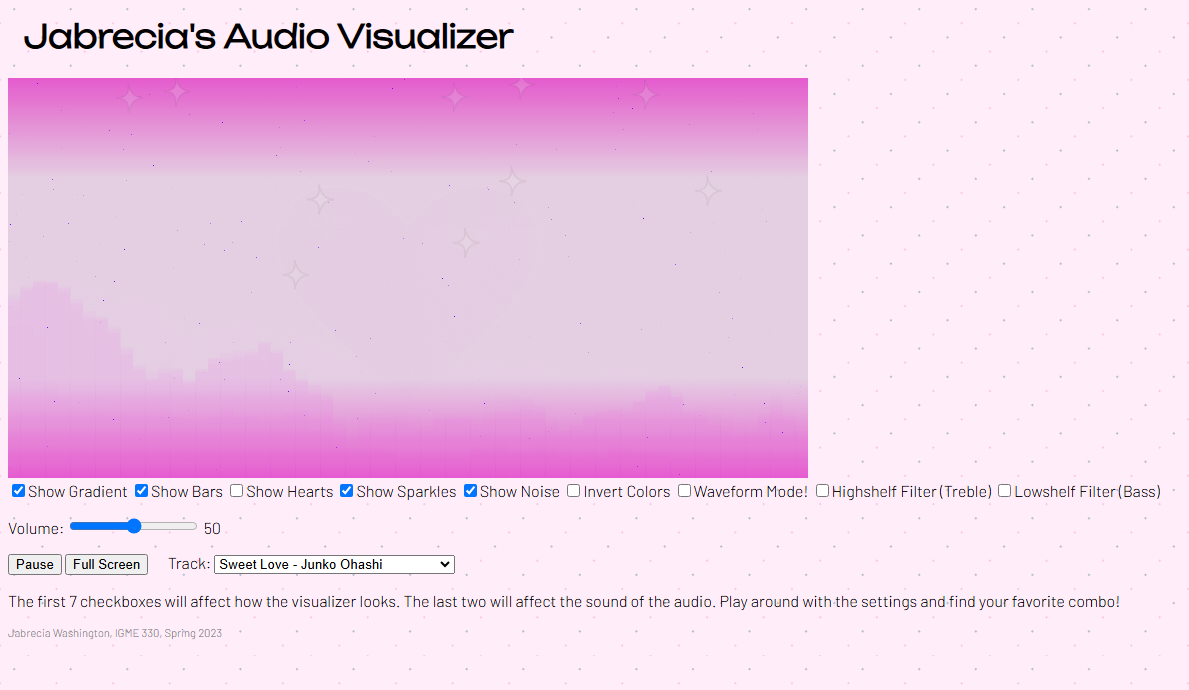 Jabrecia's Audio Visualizer
Show Gradient Show Bars Show Hearts Show Sparkles Show Noise Invert Colors Waveform Mode! Highshelf Filter(Treble) Lowshelf Filter(Bass)
Volume: 50
Pause Full Screen Track: Sweet Love - Junko Ohashi
The first 7 checkboxes will affect how the visualizer looks. The last two will affect the sound of the audio. Play around with the settings and find your favorite combo!
Jabrecia Washington, IGME 330, Spring 2023